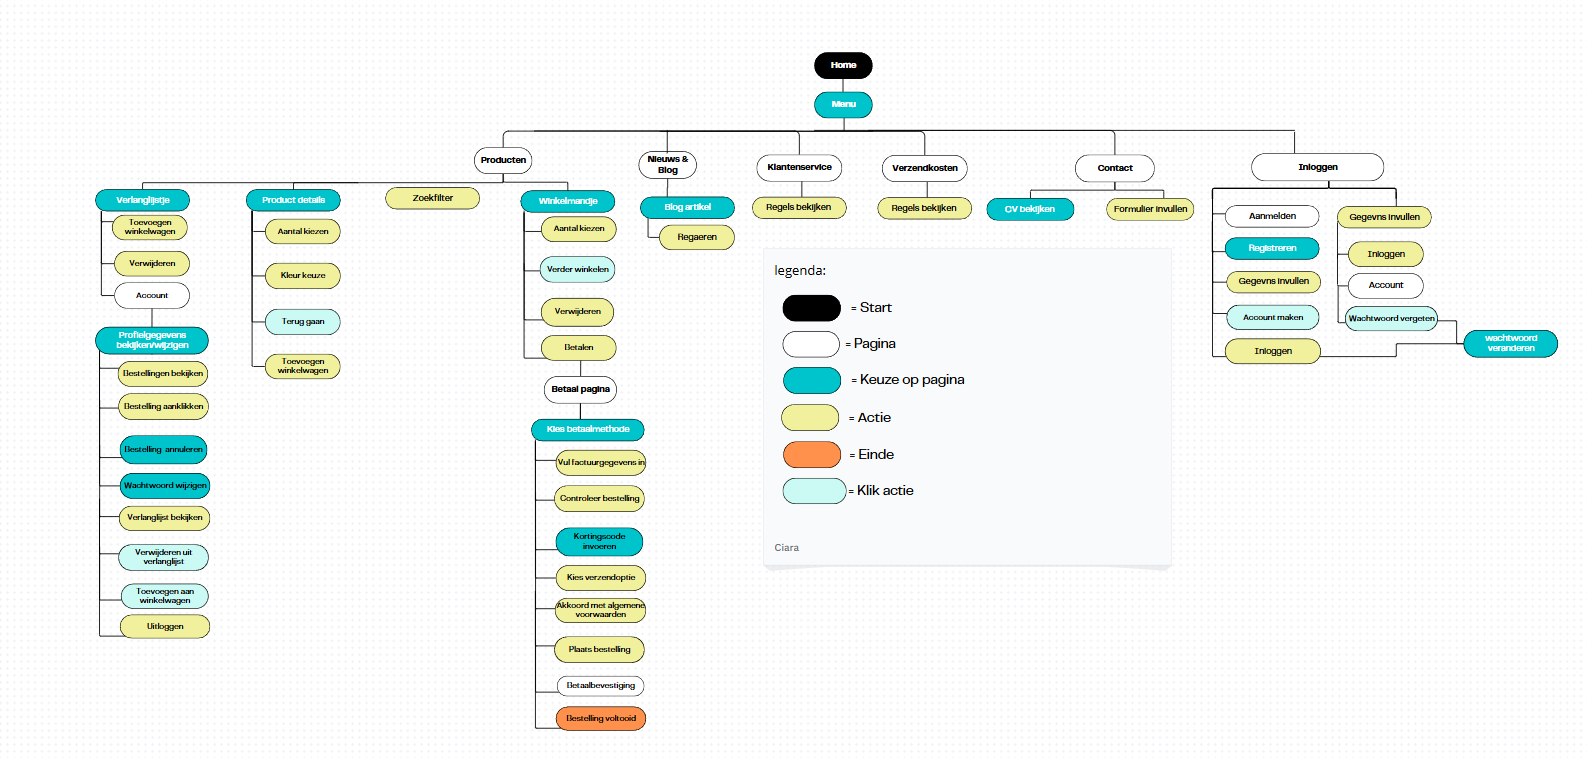 Home
Menu
Producten
Nieuws &
Blog
Klantenservice
Verzendkosten
Contact
Inloggen
Verlanglijstje
Toevoegen
winkelwagen
Verwijderen
Account
Profielgegevens
bekijken/wijzigen
Bestellingen bekijken
Bestelling aanklikken
Bestelling annuleren
Wachtwoord wijzigen
Verlanglijst bekijken
Verwijderen uit
verlanglijst
Toevoegen aan
winkelwagen
Uitloggen
Product details
Aantal kiezen
Kleur keuze
Terug gaan
Toevoegen
winkelwagen
Zoekfilter
Winkelmandje
Aantal kiezen
Verder winkelen
Verwijderen
Betalen
Betaal pagina
Kies betaalmethode
Vul factuurgegevens in
Controleer bestelling
Kortingscode
invoeren
Kies verzendoptie
Akkoord met algemene
voorwaarden
Plaats bestelling
Betaalbevestiging
Bestelling voltooid
Blog artikel
Regaeren
Regels bekijken
Regels bekijken
CV bekijken
Formulier invullen
Aanmelden
Registreren
Gegevns invullen
Account maken
Inloggen
Gegevns invullen
Inloggen
Account
Wachtwoord vergeten
wachtwoord
veranderen
legenda:
= Start
= Pagina
= Keuze op pagina
= Actie
= Einde
= Klik actie
Ciara